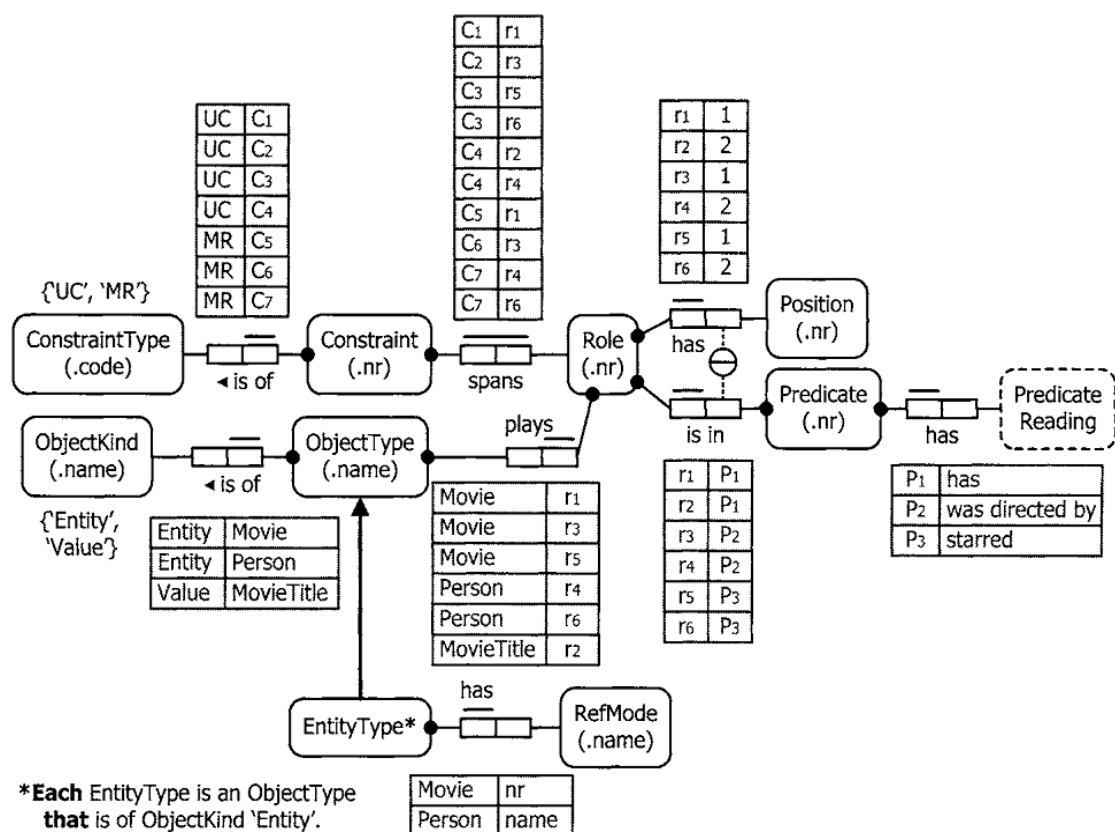 C1 r1
C2 r3
C3 r5
C3 r6
C4 r2
C4 r4
C5 r1
C6 r3
C7 r4
C7 r6
UC C1
UC C2
UC C3
UC C4
MR C5
MR C6
MR C7
r1 1
r2 2
r3 1
r4 2
r5 1
r6 2
{'UC', 'MR'}
ConstraintType
(.code)
◂ is of
Constraint
(.nr)
spans
Role
(.nr)
has
Position
(.nr)
is in
Predicate
(.nr)
has
Predicate
Reading
ObjectKind
(.name)
◂ is of
ObjectType
(.name)
plays
{'Entity',
'Value'}
Entity Movie
Entity Person
Value MovieTitle
Movie r1
Movie r3
Movie r5
Person r4
Person r6
MovieTitle r2
r1 P1
r2 P1
r3 P2
r4 P2
r5 P3
r6 P3
P1 has
P2 was directed by
P3 starred
EntityType*
has
RefMode
(.name)
*Each EntityType is an ObjectType
that is of ObjectKind 'Entity'.
Movie nr
Person name